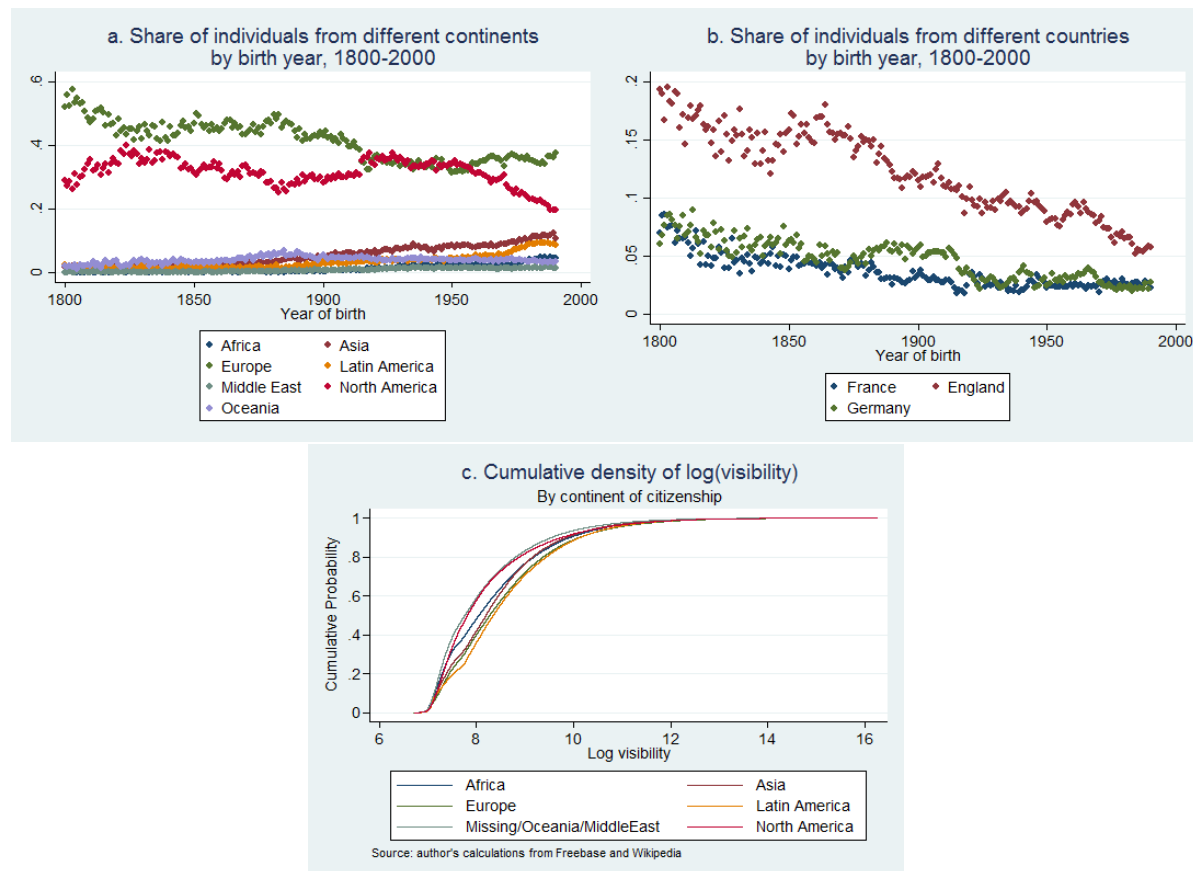 a. Share of individuals from different continents
by birth year, 1800-2000
.6
.4
.2
0
1800 1850 1900 1950 2000
Year of birth
Africa Asia
Europe Latin America
Middle East North America
Oceania
b. Share of individuals from different countries
by birth year, 1800-2000
.2
.15
.1
.05
0
1800 1850 1900 1950 2000
Year of birth
France England
Germany
c. Cumulative density of log(visibility)
By continent of citizenship
Cumulative Probability
1
.8
.6
.4
.2
0
6 8 10 12 14 16
Log visibility
Africa Asia
Europe Latin America
Missing/Oceania/MiddleEast North America
Source: author's calculations from Freebase and Wikipedia